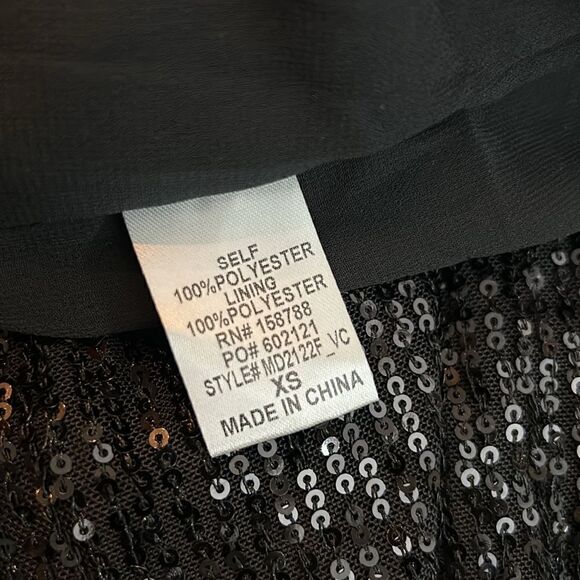 SELF
100%POLYESTER
LINING
100%POLYESTER
RN# 158788
PO# 602121
STYLE# MD2122F_VC
XS
MADE IN CHINA